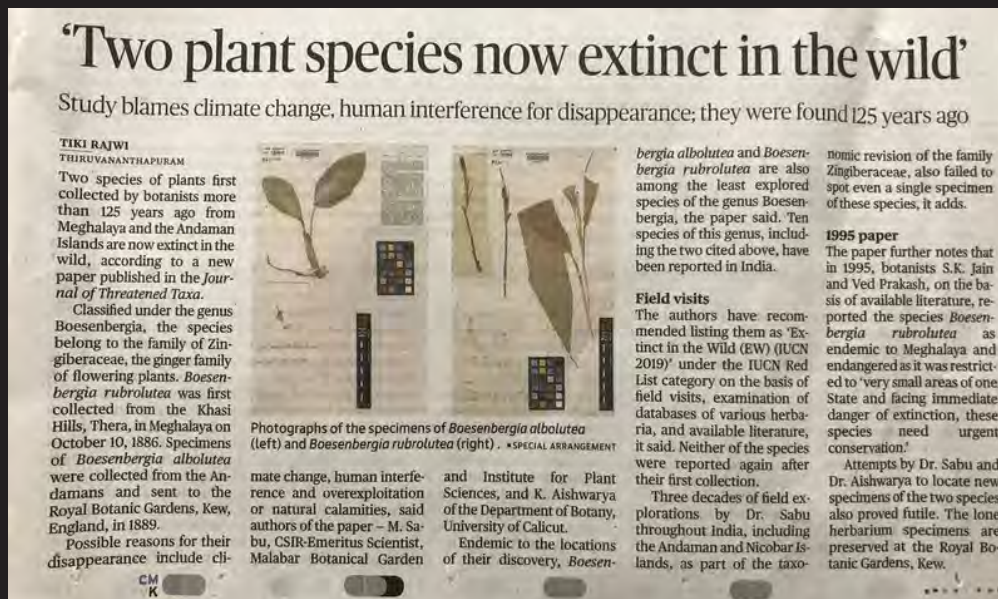 ‘Two plant species now extinct in the wild’
Study blames climate change, human interference for disappearance; they were found 125 years ago
TIKI RAJWI
THIRUVANANTHAPURAM
Two species of plants first
collected by botanists more
than 125 years ago from
Meghalaya and the Andaman
Islands are now extinct in the
wild, according to a new
paper published in the Jour-
nal of Threatened Taxa.
Classified under the genus
Boesenbergia, the species
belong to the family of Zin-
giberaceae, the ginger family
of flowering plants. Boesen-
bergia rubrolutea was first
collected from the Khasi
Hills, Thera, in Meghalaya on
October 10, 1886. Specimens
of Boesenbergia albolutea
were collected from the An-
damans and sent to the
Royal Botanic Gardens, Kew,
England, in 1889.
Possible reasons for their
disappearance include cli-
Photographs of the specimens of Boesenbergia albolutea
(left) and Boesenbergia rubrolutea (right). •SPECIAL ARRANGEMENT
mate change, human interfe-
rence and overexploitation
or natural calamities, said
authors of the paper – M. Sa-
bu, CSIR-Emeritus Scientist,
Malabar Botanical Garden
and Institute for Plant
Sciences, and K. Aishwarya
of the Department of Botany,
University of Calicut.
Endemic to the locations
of their discovery, Boesen-
bergia albolutea and Boesen-
bergia rubrolutea are also
among the least explored
species of the genus Boesen-
bergia, the paper said. Ten
species of this genus, includ-
ing the two cited above, have
been reported in India.
Field visits
The authors have recom-
mended listing them as ‘Ex-
tinct in the Wild (EW) (IUCN
2019)’ under the IUCN Red
List category on the basis of
field visits, examination of
databases of various herba-
ria, and available literature,
it said. Neither of the species
were reported again after
their first collection.
Three decades of field ex-
plorations by Dr. Sabu
throughout India, including
the Andaman and Nicobar Is-
lands, as part of the taxo-
nomic revision of the family
Zingiberaceae, also failed to
spot even a single specimen
of these species, it adds.
1995 paper
The paper further notes that
in 1995, botanists S.K. Jain
and Ved Prakash, on the ba-
sis of available literature, re-
ported the species Boesen-
bergia rubrolutea as
endemic to Meghalaya and
endangered as it was restrict-
ed to ‘very small areas of one
State and facing immediate
danger of extinction, these
species need urgent
conservation.’
Attempts by Dr. Sabu and
Dr. Aishwarya to locate new
specimens of the two species
also proved futile. The lone
herbarium specimens are
preserved at the Royal Bo-
tanic Gardens, Kew.
CM
K